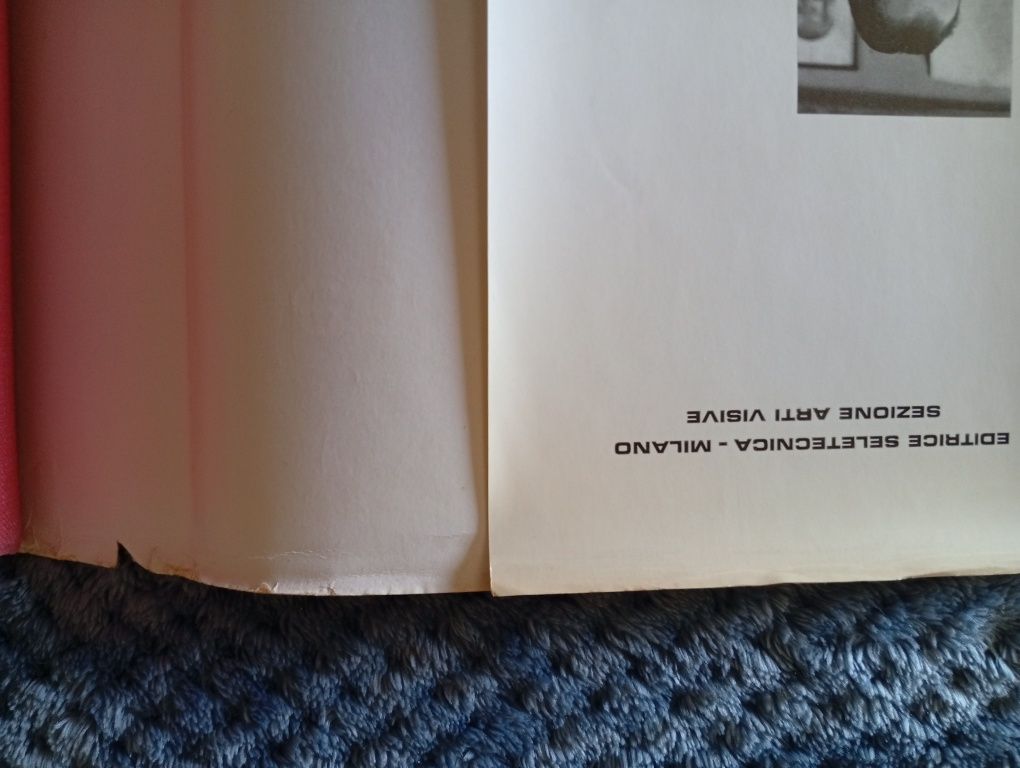 EDITRICE SELETECNICA - MILANO
SEZIONE ARTI VISIVE